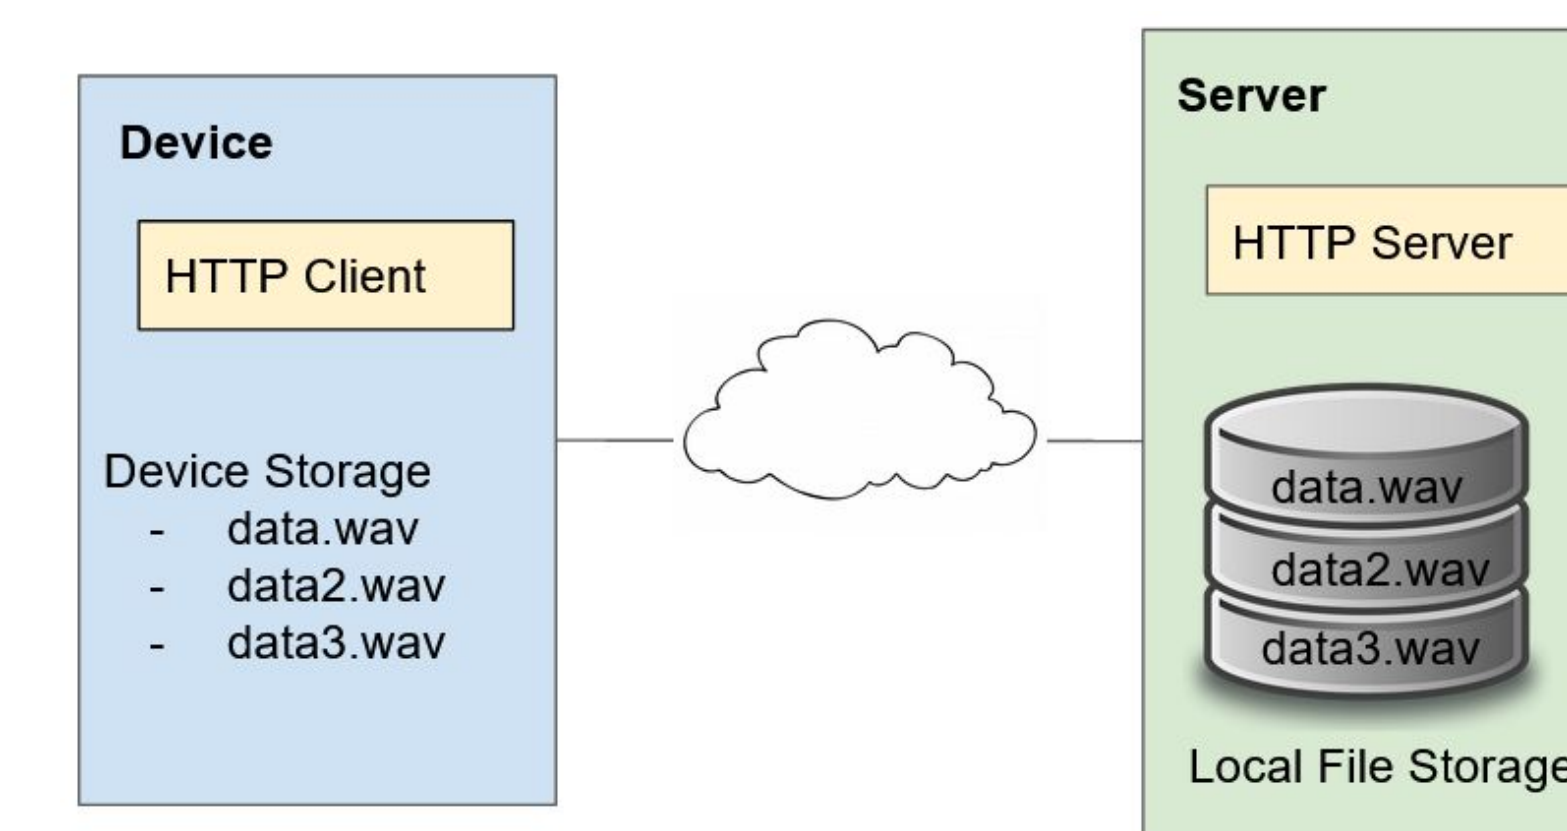 Device
HTTP Client
Device Storage
- data.wav
- data2.wav
- data3.wav
Server
HTTP Server
data.wav
data2.wav
data3.wav
Local File Storage